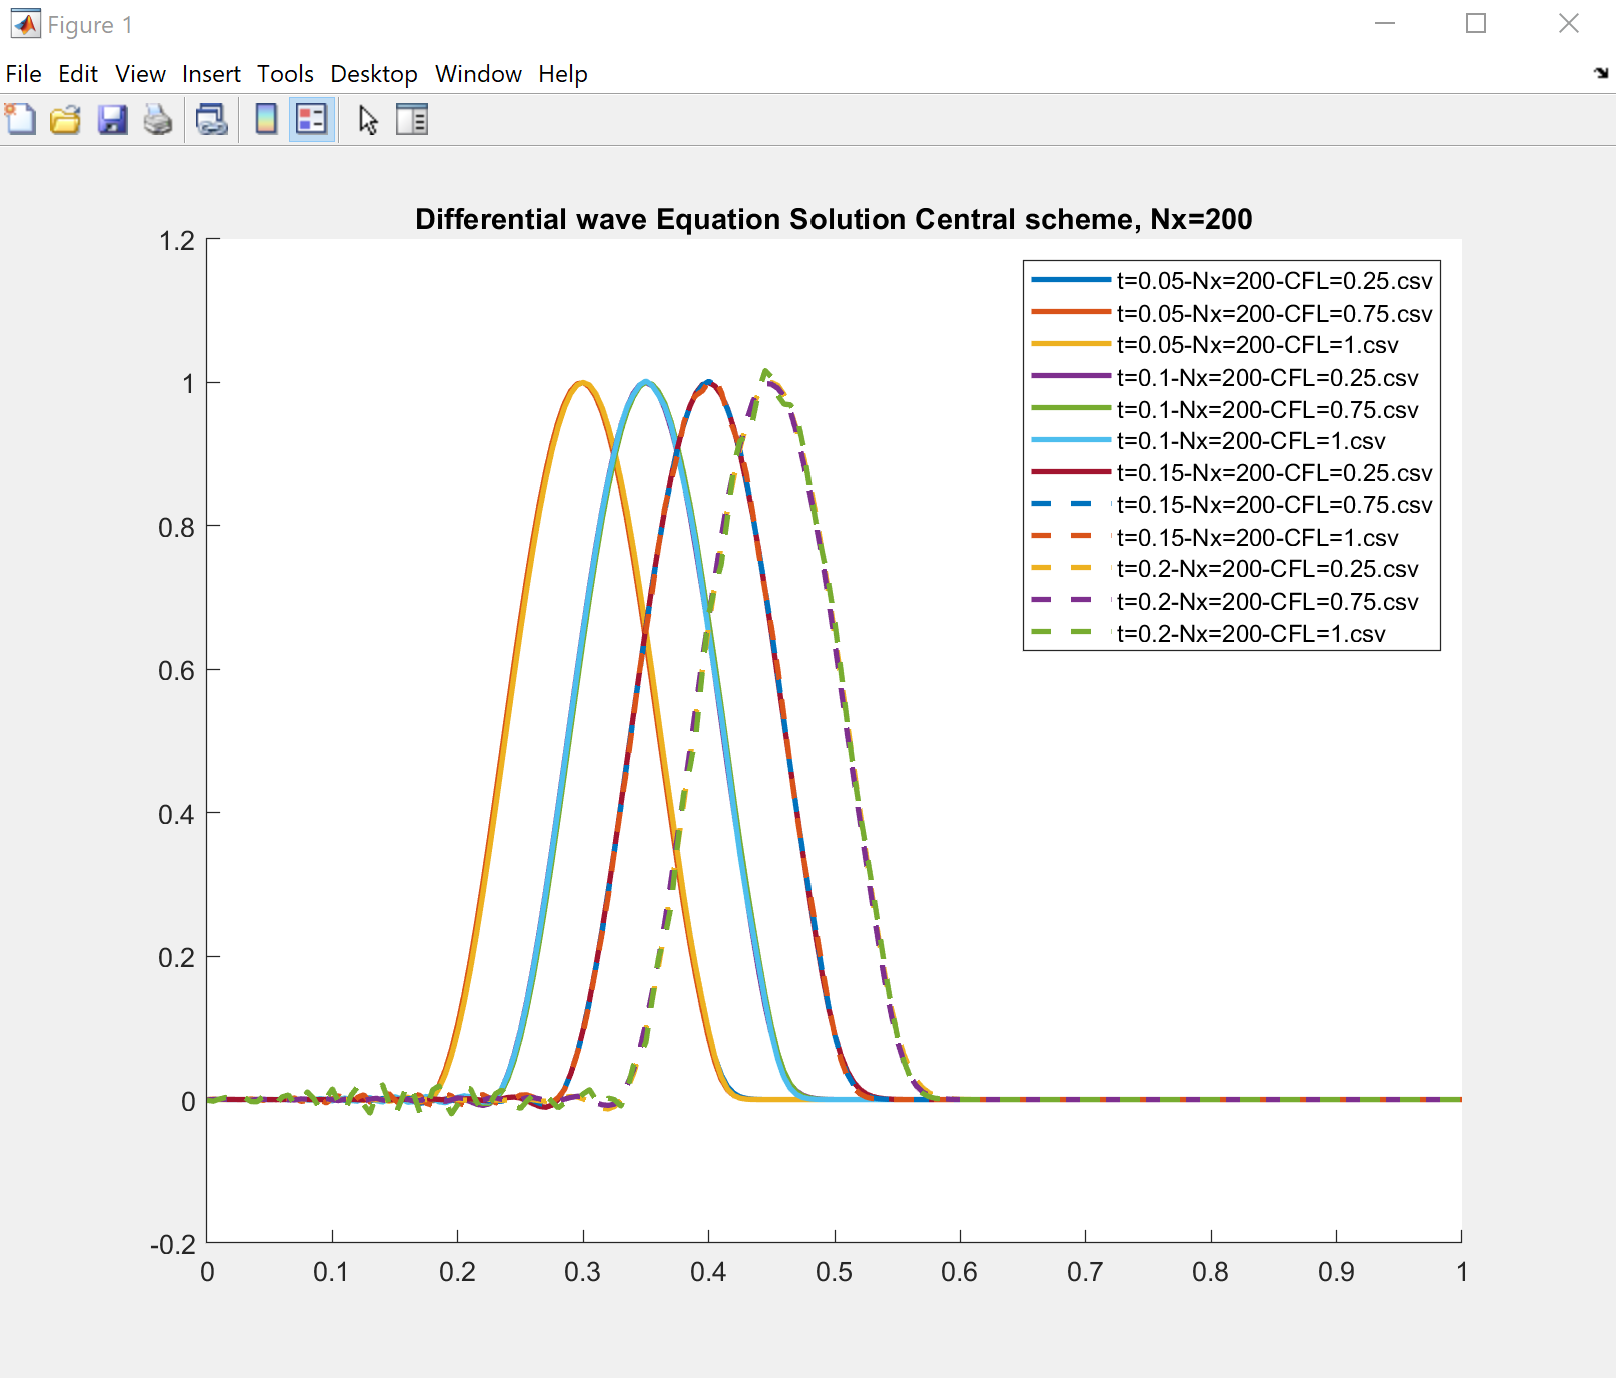 Figure 1
File Edit View Insert Tools Desktop Window Help
Differential wave Equation Solution Central scheme, Nx=200
1.2
1
0.8
0.6
0.4
0.2
0
-0.2
0 0.1 0.2 0.3 0.4 0.5 0.6 0.7 0.8 0.9 1
t=0.05-Nx=200-CFL=0.25.csv
t=0.05-Nx=200-CFL=0.75.csv
t=0.05-Nx=200-CFL=1.csv
t=0.1-Nx=200-CFL=0.25.csv
t=0.1-Nx=200-CFL=0.75.csv
t=0.1-Nx=200-CFL=1.csv
t=0.15-Nx=200-CFL=0.25.csv
t=0.15-Nx=200-CFL=0.75.csv
t=0.15-Nx=200-CFL=1.csv
t=0.2-Nx=200-CFL=0.25.csv
t=0.2-Nx=200-CFL=0.75.csv
t=0.2-Nx=200-CFL=1.csv